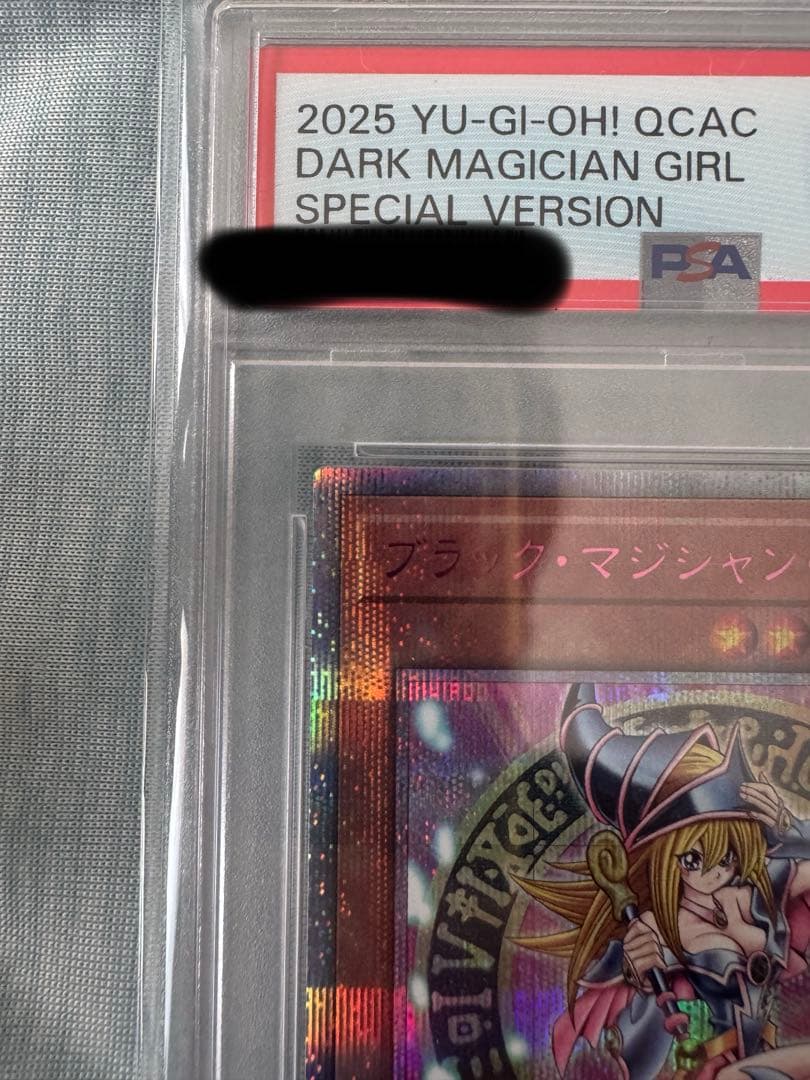 2025 YU-GI-OH! QCAC
DARK MAGICIAN GIRL
SPECIAL VERSION
PSA
ブラック・マジシャン